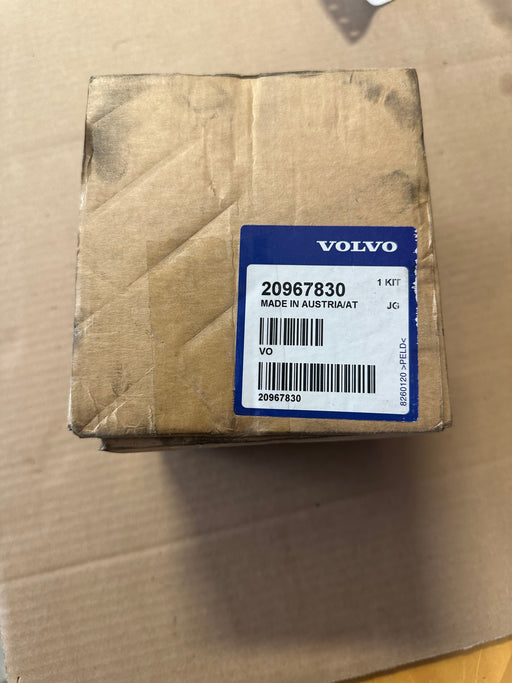 VOLVO
20967830 1 KIT
MADE IN AUSTRIA/AT JG
VO
20967830
8260120 >PELD<